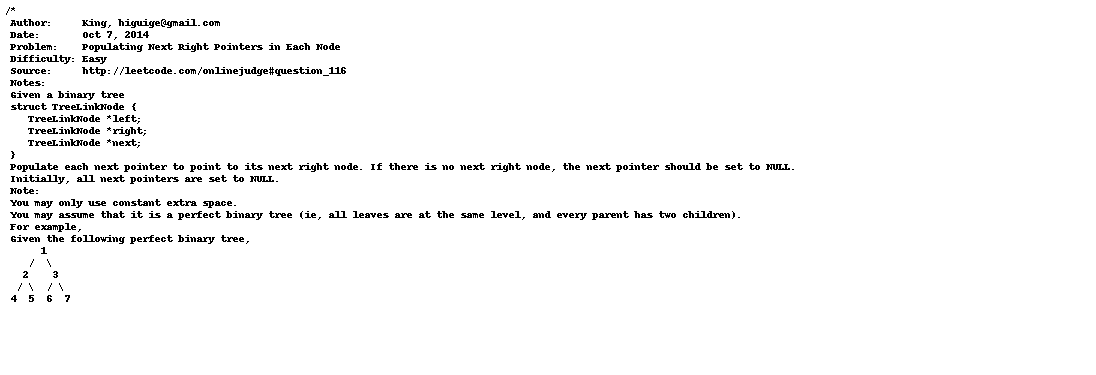 /*
 Author:     King, higuige@gmail.com
 Date:       Oct 7, 2014
 Problem:    Populating Next Right Pointers in Each Node
 Difficulty: Easy
 Source:     http://leetcode.com/onlinejudge#question_116
 Notes:
 Given a binary tree
 struct TreeLinkNode {
    TreeLinkNode *left;
    TreeLinkNode *right;
    TreeLinkNode *next;
 }
 Populate each next pointer to point to its next right node. If there is no next right node, the next pointer should be set to NULL.
 Initially, all next pointers are set to NULL.
 Note:
 You may only use constant extra space.
 You may assume that it is a perfect binary tree (ie, all leaves are at the same level, and every parent has two children).
 For example,
 Given the following perfect binary tree,
      1
    /  \
   2    3
  / \  / \
 4  5  6  7